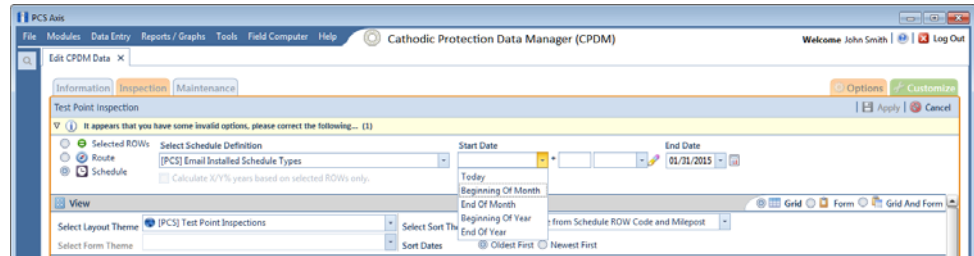 PCS Axis
File Modules Data Entry Reports / Graphs Tools Field Computer Help Cathodic Protection Data Manager (CPDM) Welcome John Smith Log Out
Edit CPDM Data ×
Information Inspection Maintenance Options Customize
Test Point Inspection Apply Cancel
It appears that you have some invalid options, please correct the following... (1)
Selected ROWs Select Schedule Definition Start Date End Date
Route [PCS] Email Installed Schedule Types + 01/31/2015
Schedule Calculate X/Y% years based on selected ROWs only. Today
Beginning Of Month
End Of Month
View Grid Form Grid And Form
Beginning Of Year
Select Layout Theme [PCS] Test Point Inspections Select Sort Th e from Schedule ROW Code and Milepost
End Of Year
Select Form Theme Sort Dates Oldest First Newest First